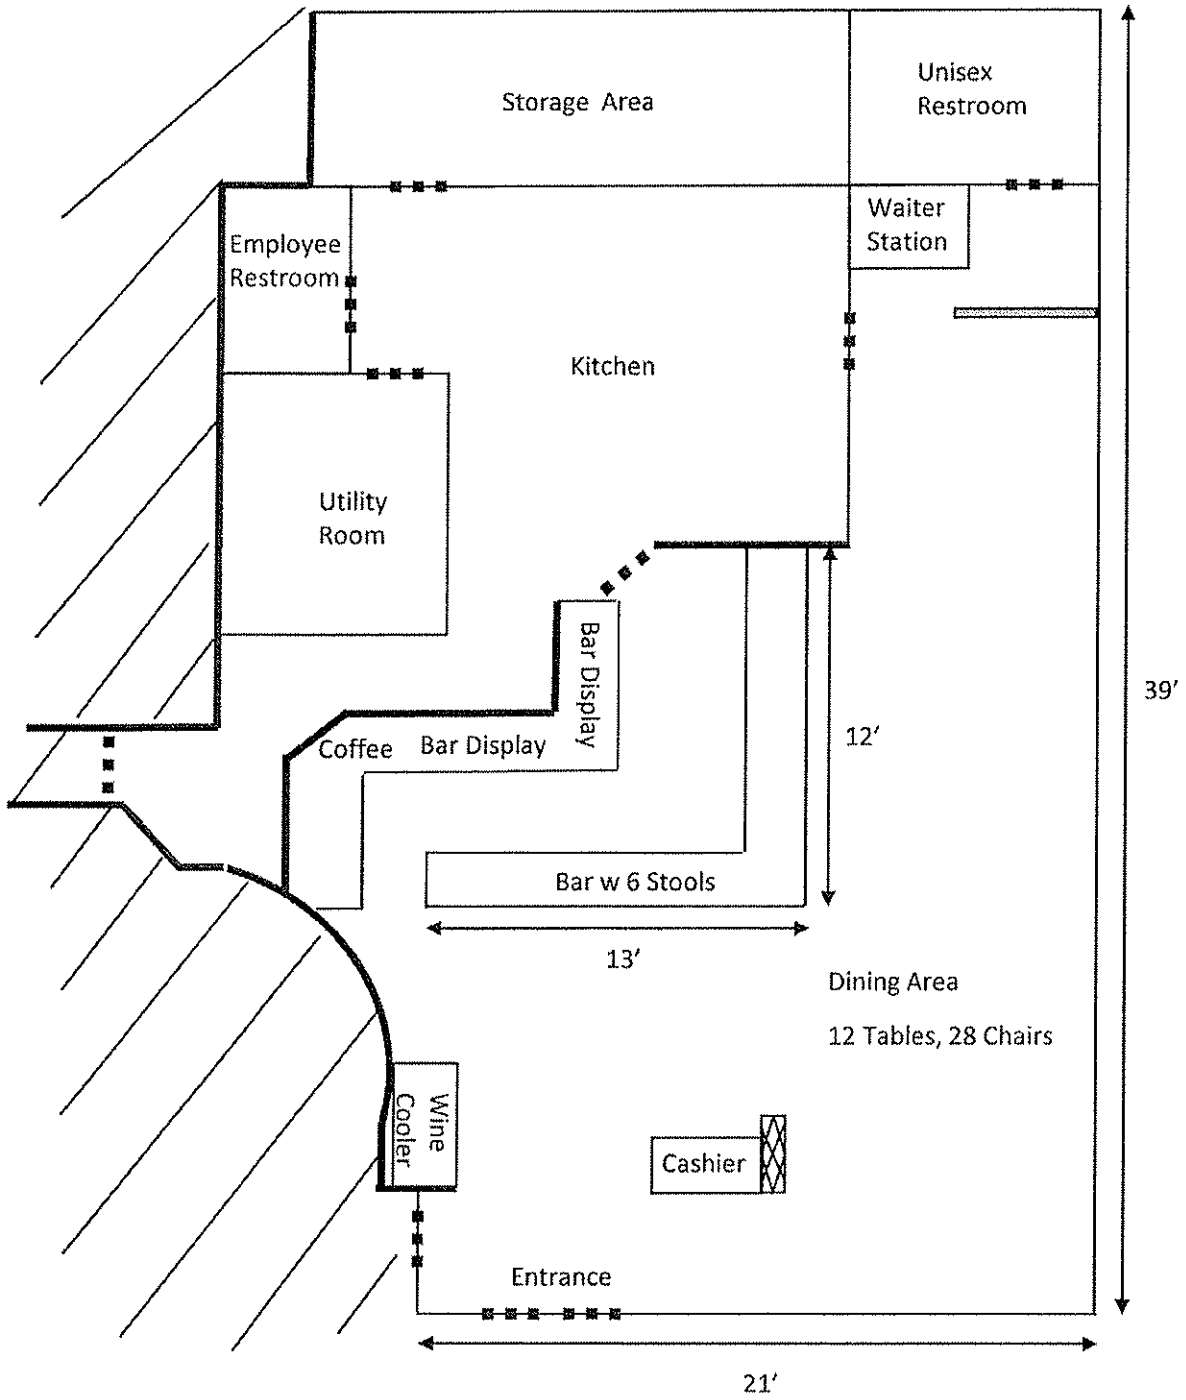 Storage Area
Unisex
Restroom
Waiter
Station
Employee
Restroom
Kitchen
Utility
Room
Bar Display
39'
12'
Coffee
Bar Display
Bar w 6 Stools
13'
Dining Area
12 Tables, 28 Chairs
Wine
Cooler
Cashier
Entrance
21'